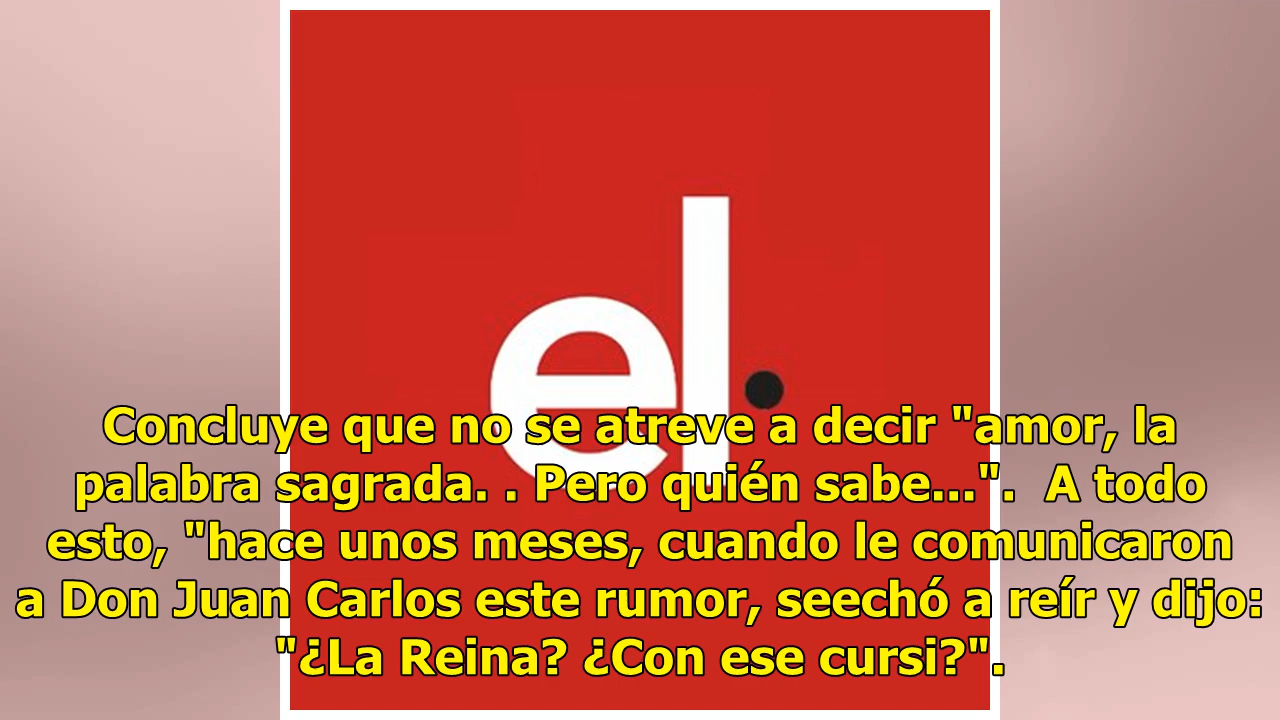 el.
Concluye que no se atreve a decir "amor, la
palabra sagrada. . Pero quién sabe...".  A todo
esto, "hace unos meses, cuando le comunicaron
a Don Juan Carlos este rumor, seechó a reír y dijo:
"¿La Reina? ¿Con ese cursi?".